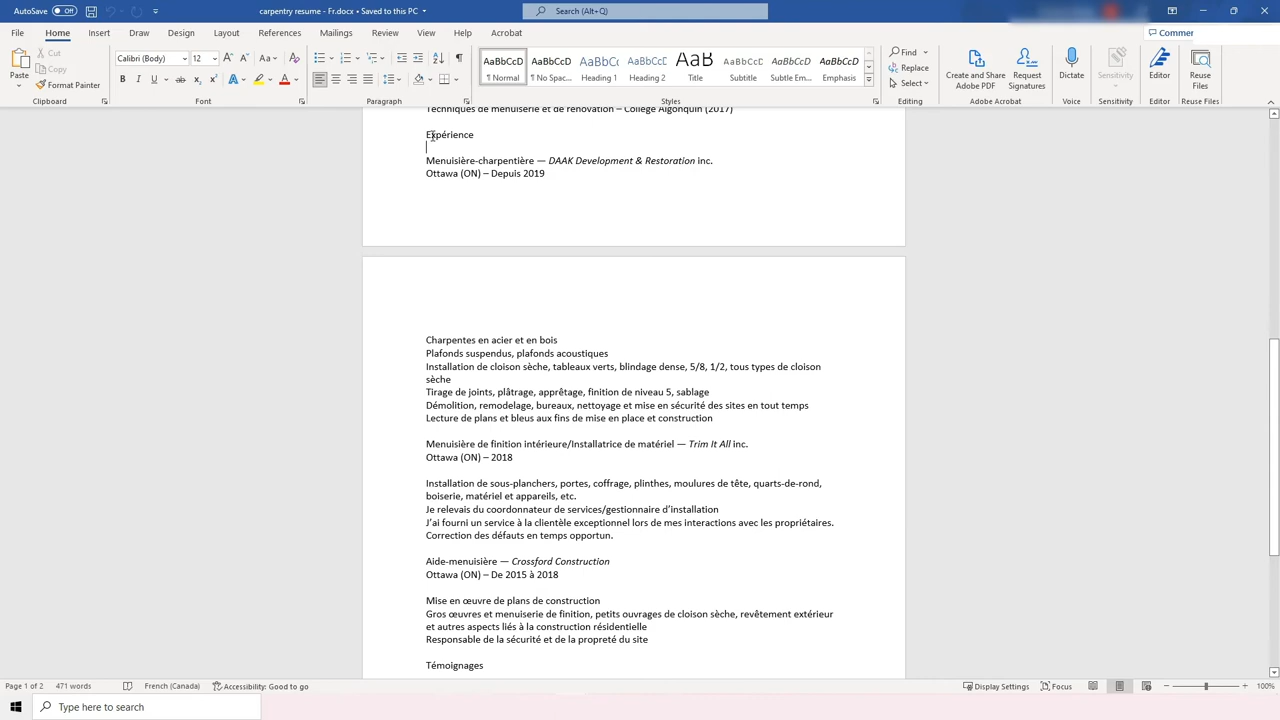 AutoSave Off
carpentry resume - Fr.docx • Saved to this PC
Search (Alt+Q)
File Home Insert Draw Design Layout References Mailings Review View Help Acrobat
Commer
Paste
Cut
Copy
Format Painter
Clipboard
Calibri (Body) 12
Font
Paragraph
AaBbCcD ¶ Normal
AaBbCcD ¶ No Spac...
AaBbCc Heading 1
AaBbCcD Heading 2
AaB Title
AaBbCcD Subtitle
AaBbCcD Subtle Em...
AaBbCcD Emphasis
Styles
Find
Replace
Select
Editing
Create and Share Adobe PDF
Request Signatures
Adobe Acrobat
Dictate
Voice
Sensitivity
Sensitivity
Editor
Editor
Reuse Files
Reuse Files
Techniques de menuiserie et de rénovation – Collège Algonquin (2017)
Expérience
Menuisière-charpentière — DAAK Development & Restoration inc.
Ottawa (ON) – Depuis 2019
Charpentes en acier et en bois
Plafonds suspendus, plafonds acoustiques
Installation de cloison sèche, tableaux verts, blindage dense, 5/8, 1/2, tous types de cloison
sèche
Tirage de joints, plâtrage, apprêtage, finition de niveau 5, sablage
Démolition, remodelage, bureaux, nettoyage et mise en sécurité des sites en tout temps
Lecture de plans et bleus aux fins de mise en place et construction
Menuisière de finition intérieure/Installatrice de matériel — Trim It All inc.
Ottawa (ON) – 2018
Installation de sous-planchers, portes, coffrage, plinthes, moulures de tête, quarts-de-rond,
boiserie, matériel et appareils, etc.
Je relevais du coordonnateur de services/gestionnaire d’installation
J’ai fourni un service à la clientèle exceptionnel lors de mes interactions avec les propriétaires.
Correction des défauts en temps opportun.
Aide-menuisière — Crossford Construction
Ottawa (ON) – De 2015 à 2018
Mise en œuvre de plans de construction
Gros œuvres et menuiserie de finition, petits ouvrages de cloison sèche, revêtement extérieur
et autres aspects liés à la construction résidentielle
Responsable de la sécurité et de la propreté du site
Témoignages
Page 1 of 2 471 words French (Canada) Accessibility: Good to go
Display Settings Focus 100%
Type here to search